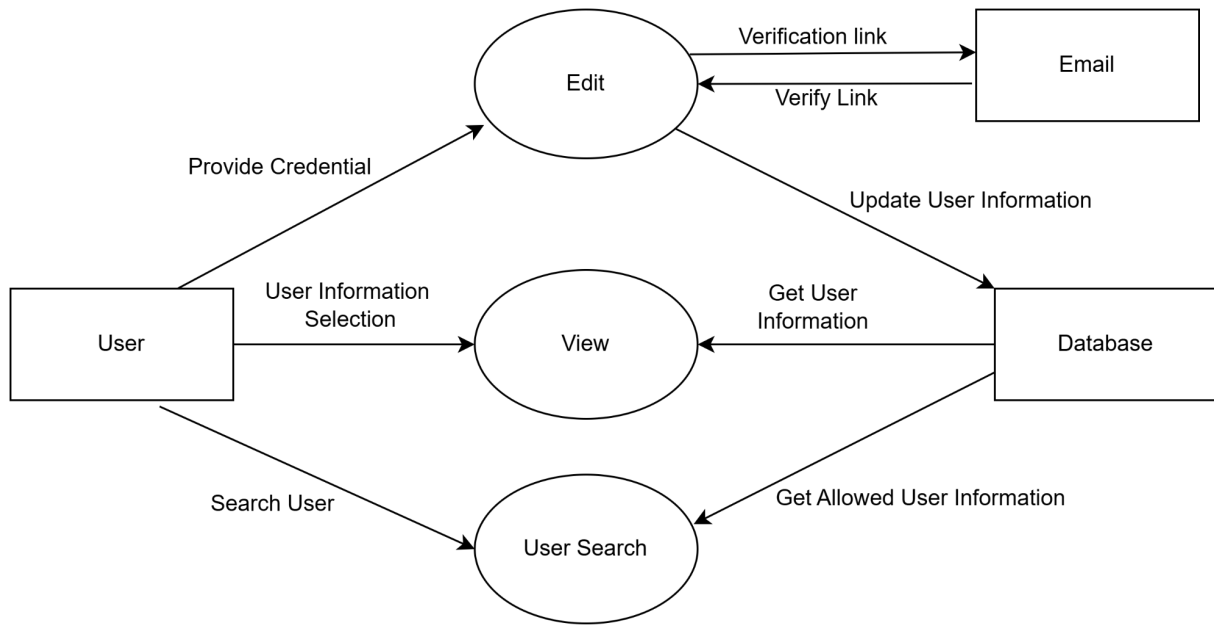 Verification link
Edit
Email
Verify Link
Provide Credential
Update User Information
User Information
Selection
Get User
Information
User
View
Database
Search User
Get Allowed User Information
User Search